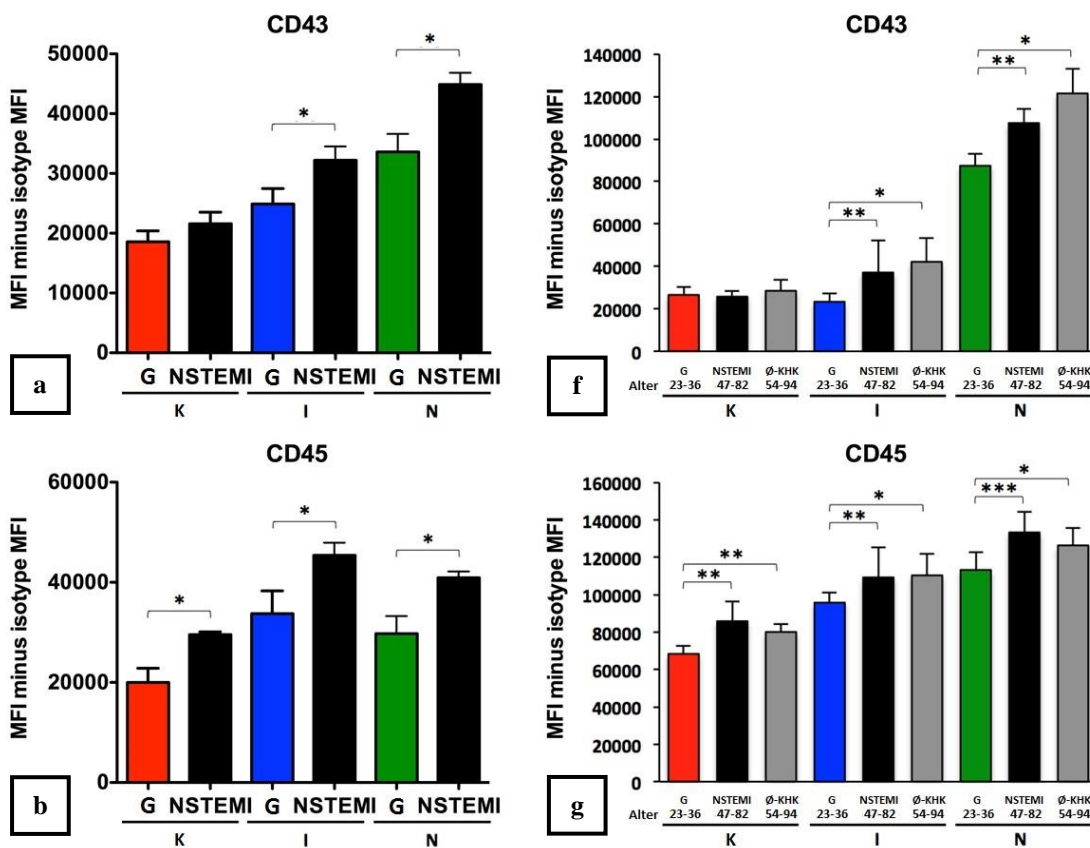 CD43
MFI minus isotype MFI
50000
40000
30000
20000
10000
0
*
*
G NSTEMI G NSTEMI G NSTEMI
K I N
a
CD43
MFI minus isotype MFI
140000
120000
100000
80000
60000
40000
20000
0
**
*
**
*
G NSTEMI Ø-KHK G NSTEMI Ø-KHK G NSTEMI Ø-KHK
Alter 23-36 47-82 54-94 23-36 47-82 54-94 23-36 47-82 54-94
K I N
f
CD45
MFI minus isotype MFI
60000
40000
20000
0
*
*
*
G NSTEMI G NSTEMI G NSTEMI
K I N
b
CD45
MFI minus isotype MFI
160000
140000
120000
100000
80000
60000
40000
20000
0
**
**
**
*
***
*
G NSTEMI Ø-KHK G NSTEMI Ø-KHK G NSTEMI Ø-KHK
Alter 23-36 47-82 54-94 23-36 47-82 54-94 23-36 47-82 54-94
K I N
g